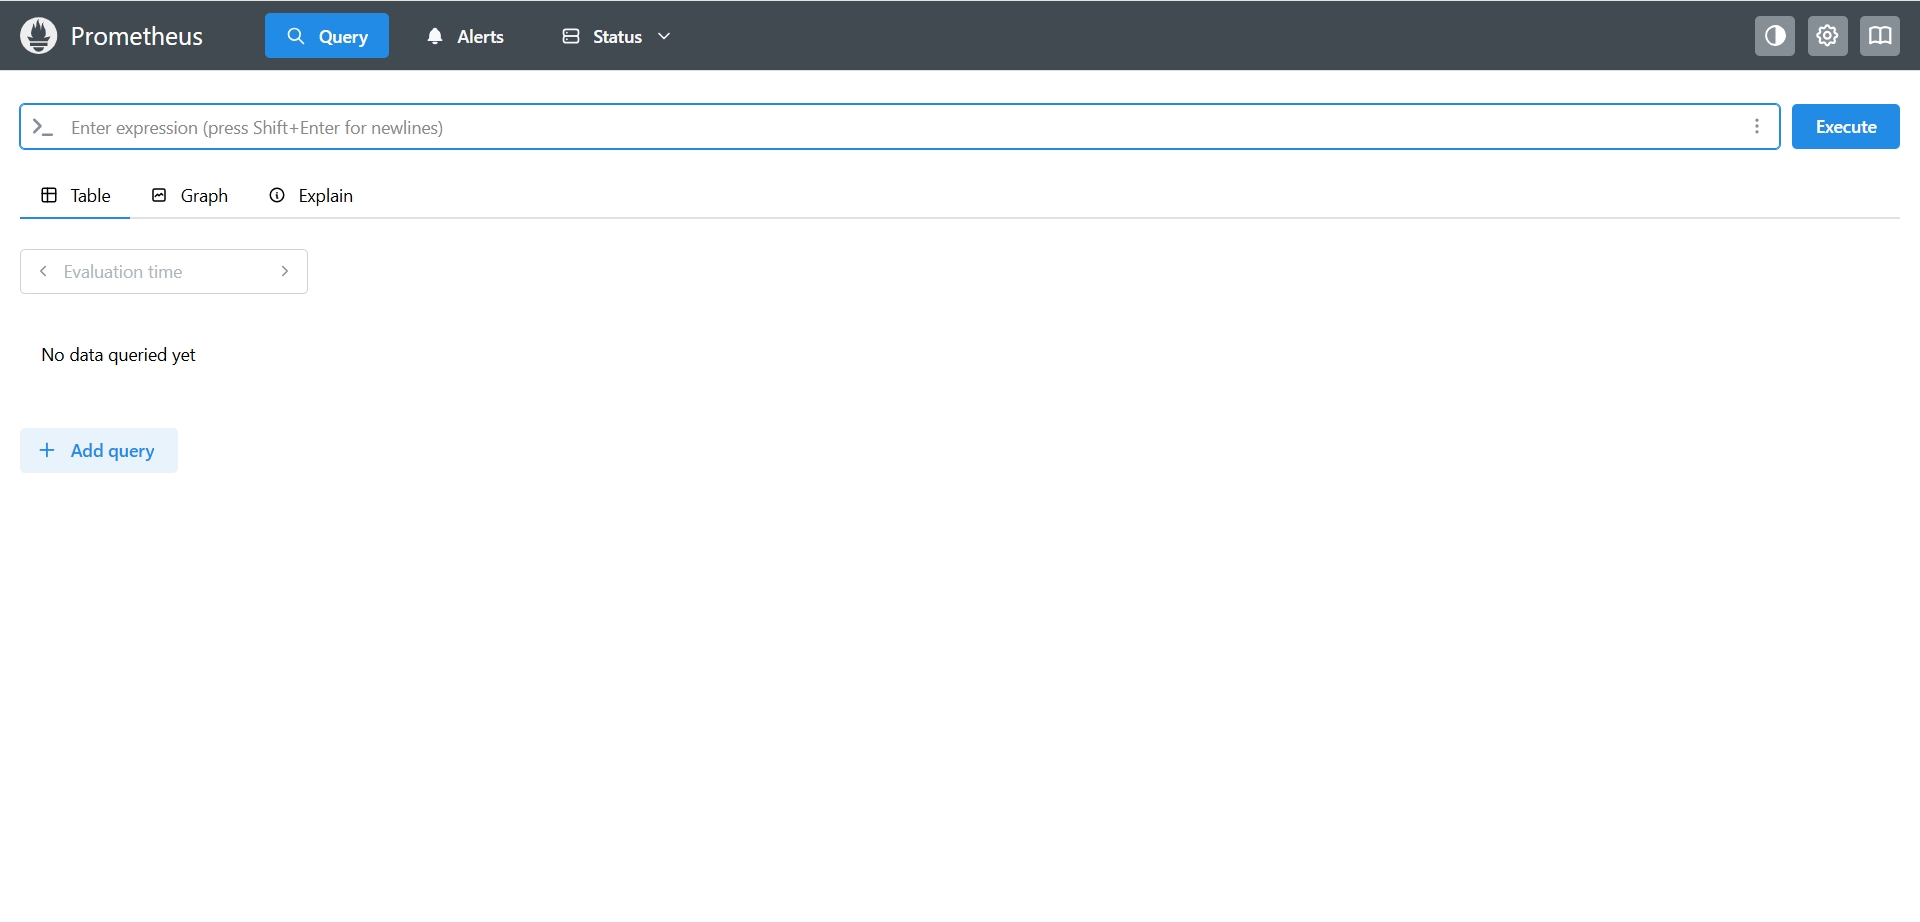 Prometheus Query Alerts Status
Enter expression (press Shift+Enter for newlines) Execute
Table Graph Explain
Evaluation time
No data queried yet
Add query